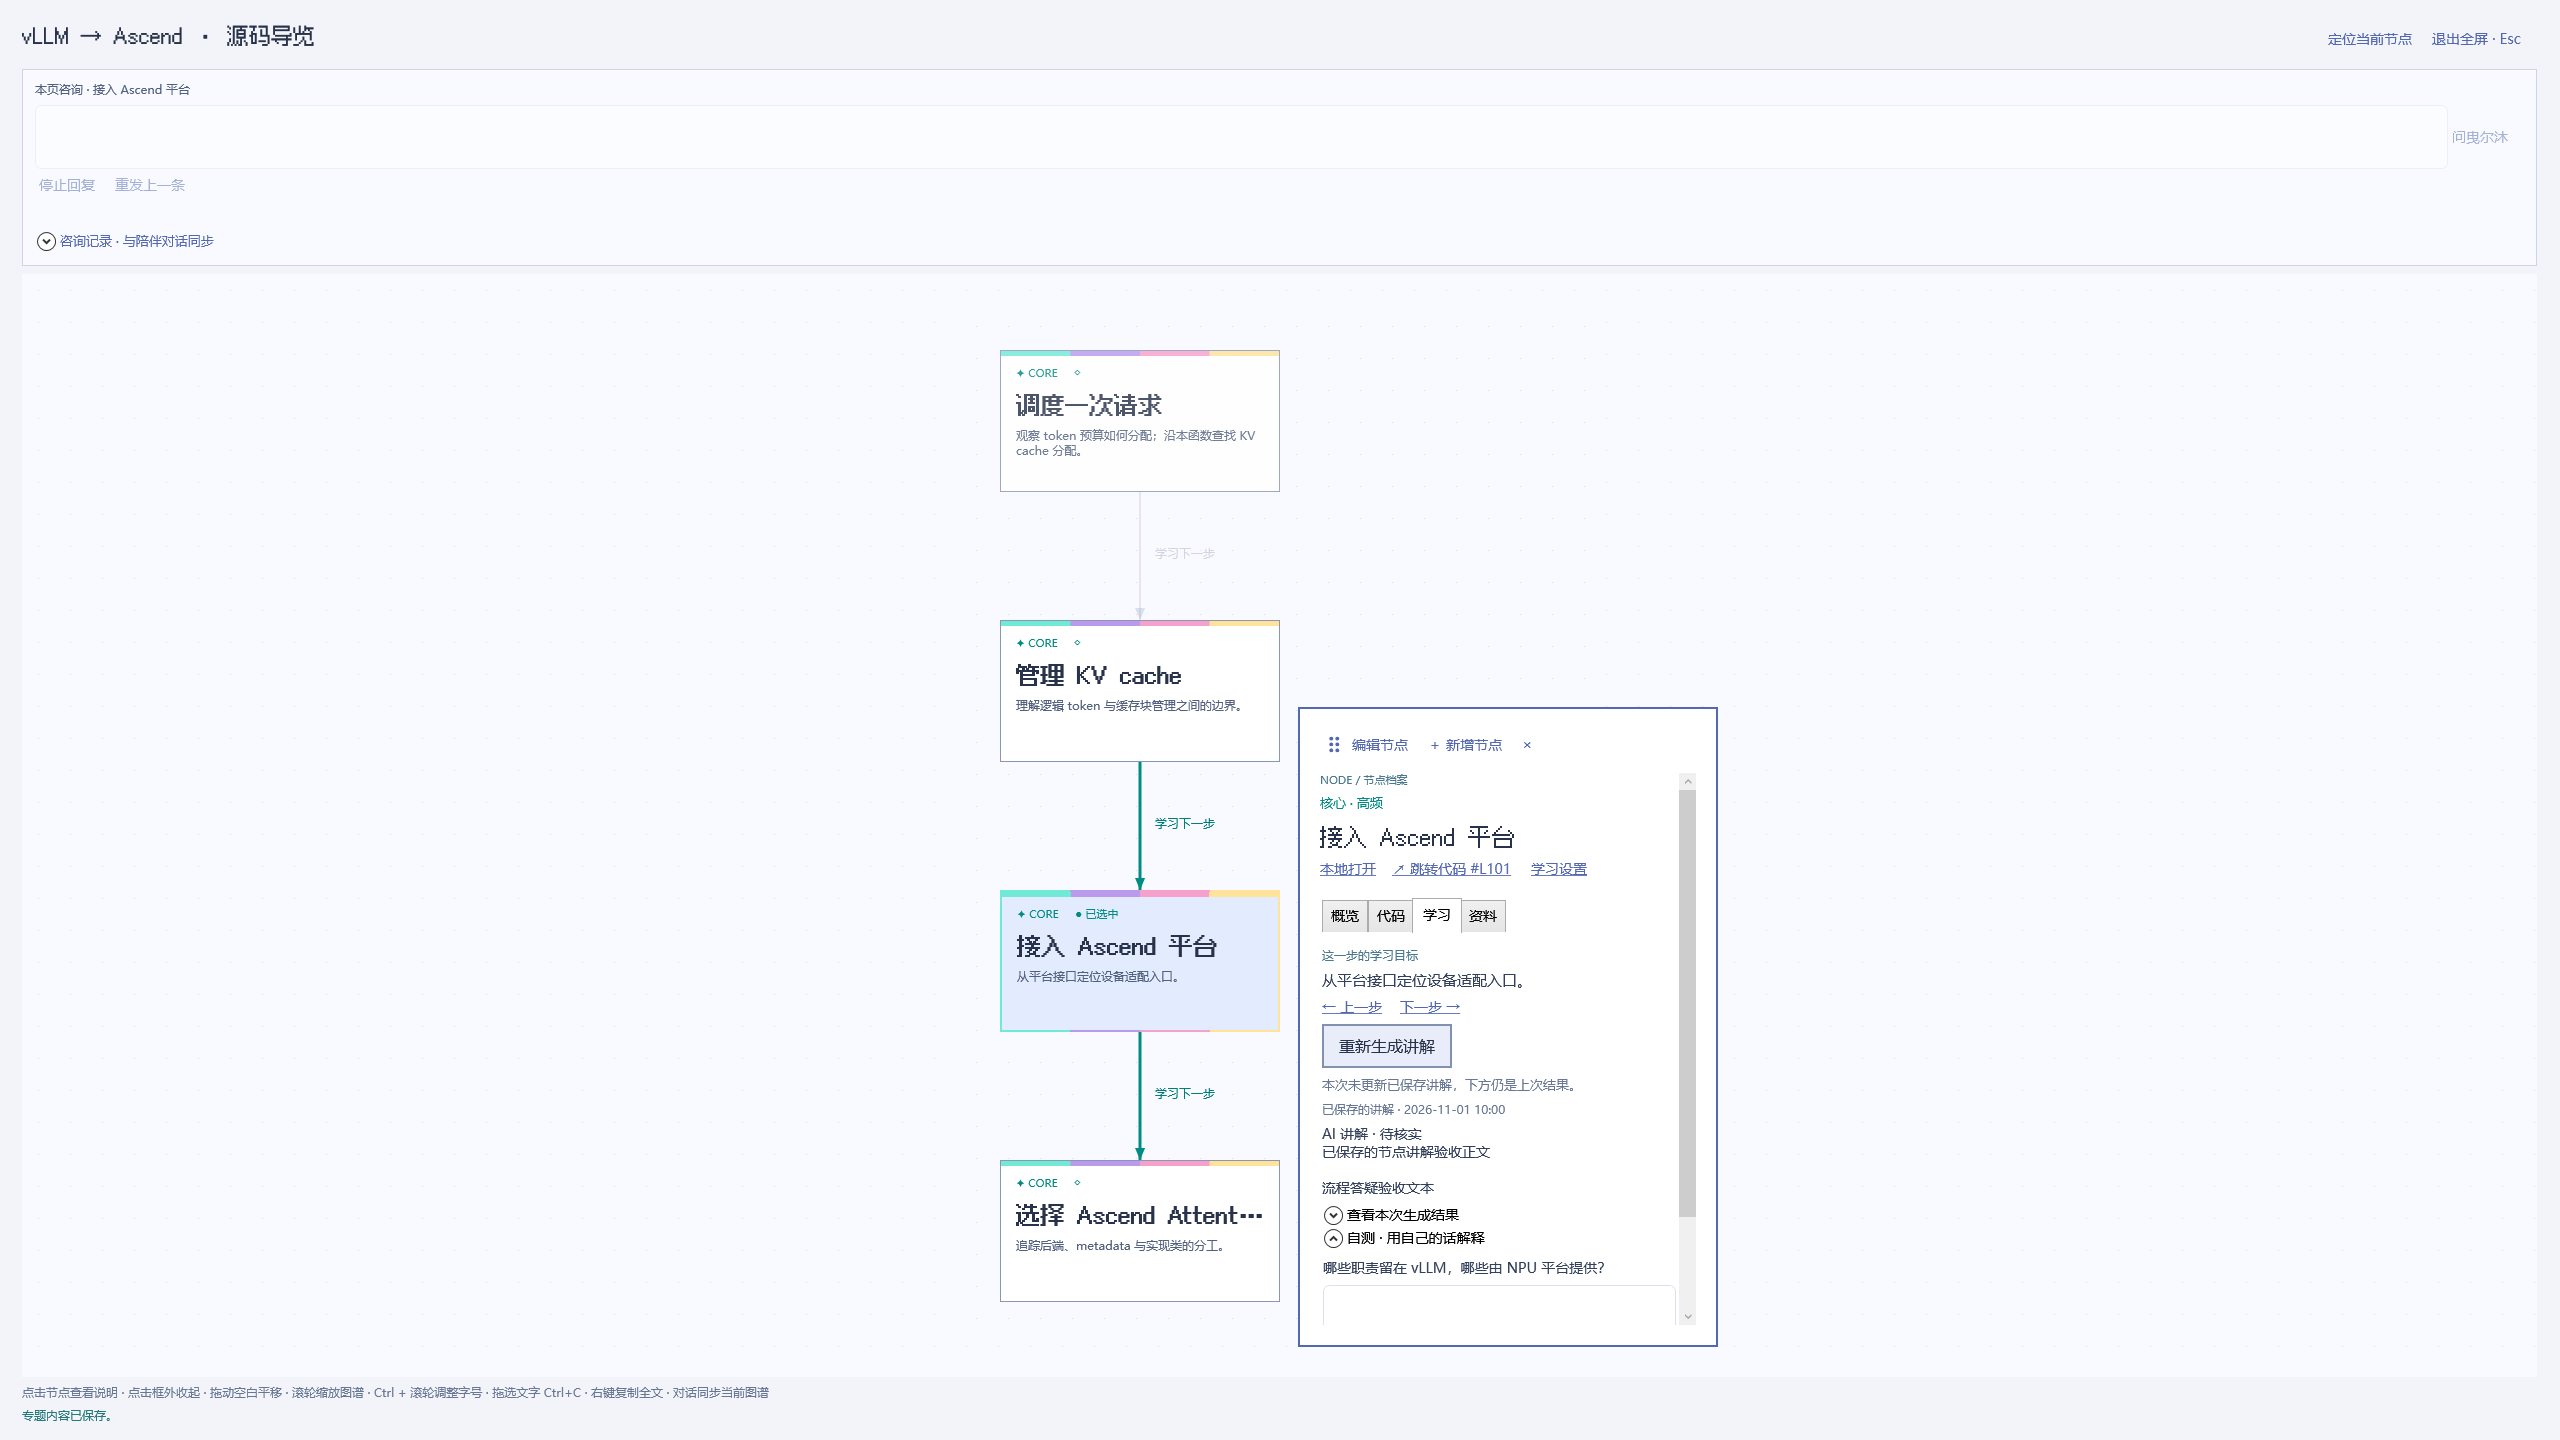 vLLM → Ascend · 源码导览
定位当前节点 退出全屏 · Esc
本页咨询 · 接入 Ascend 平台
问曳尔沐
停止回复 重发上一条
咨询记录 · 与陪伴对话同步
✦ CORE ◇
调度一次请求
观察 token 预算如何分配；沿本函数查找 KV
cache 分配。
学习下一步
✦ CORE ◇
管理 KV cache
理解逻辑 token 与缓存块管理之间的边界。
学习下一步
✦ CORE ● 已选中
接入 Ascend 平台
从平台接口定位设备适配入口。
学习下一步
✦ CORE ◇
选择 Ascend Attent…
追踪后端、metadata 与实现类的分工。
编辑节点 + 新增节点 ×
NODE / 节点档案
核心 · 高频
接入 Ascend 平台
本地打开 ↗ 跳转代码 #L101 学习设置
概览 代码 学习 资料
这一步的学习目标
从平台接口定位设备适配入口。
← 上一步 下一步 →
重新生成讲解
本次未更新已保存讲解，下方仍是上次结果。
已保存的讲解 · 2026-11-01 10:00
AI 讲解 · 待核实
已保存的节点讲解验收正文
流程答疑验收文本
查看本次生成结果
自测 · 用自己的话解释
哪些职责留在 vLLM，哪些由 NPU 平台提供？
点击节点查看说明 · 点击框外收起 · 拖动空白平移 · 滚轮缩放图谱 · Ctrl + 滚轮调整字号 · 拖选文字 Ctrl+C · 右键复制全文 · 对话同步当前图谱
专题内容已保存。